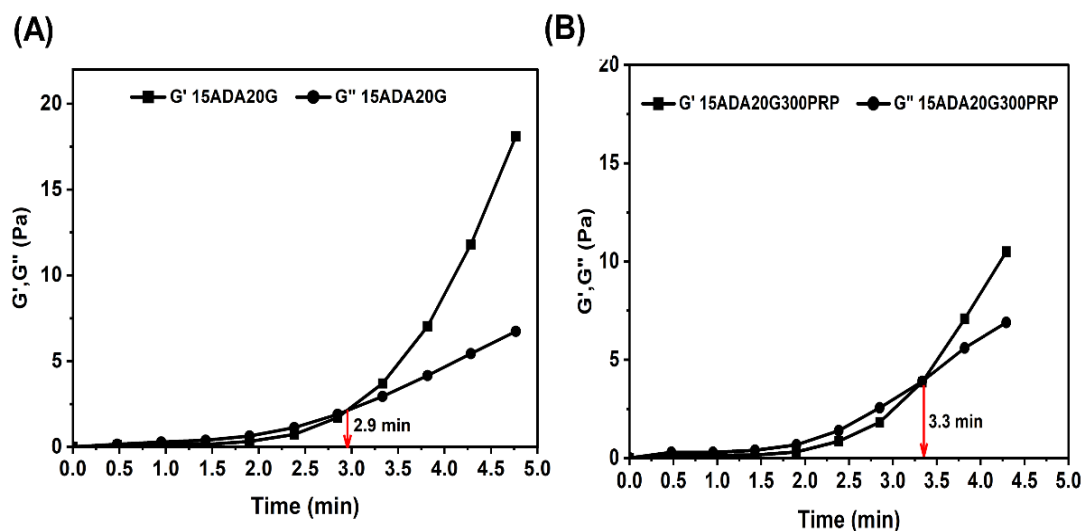 (A)
G' 15ADA20G G" 15ADA20G
20
15
10
5
0
G',G" (Pa)
2.9 min
0.0 0.5 1.0 1.5 2.0 2.5 3.0 3.5 4.0 4.5 5.0
Time (min)
(B)
20
G' 15ADA20G300PRP G" 15ADA20G300PRP
15
10
5
0
G',G" (Pa)
3.3 min
0.0 0.5 1.0 1.5 2.0 2.5 3.0 3.5 4.0 4.5 5.0
Time (min)